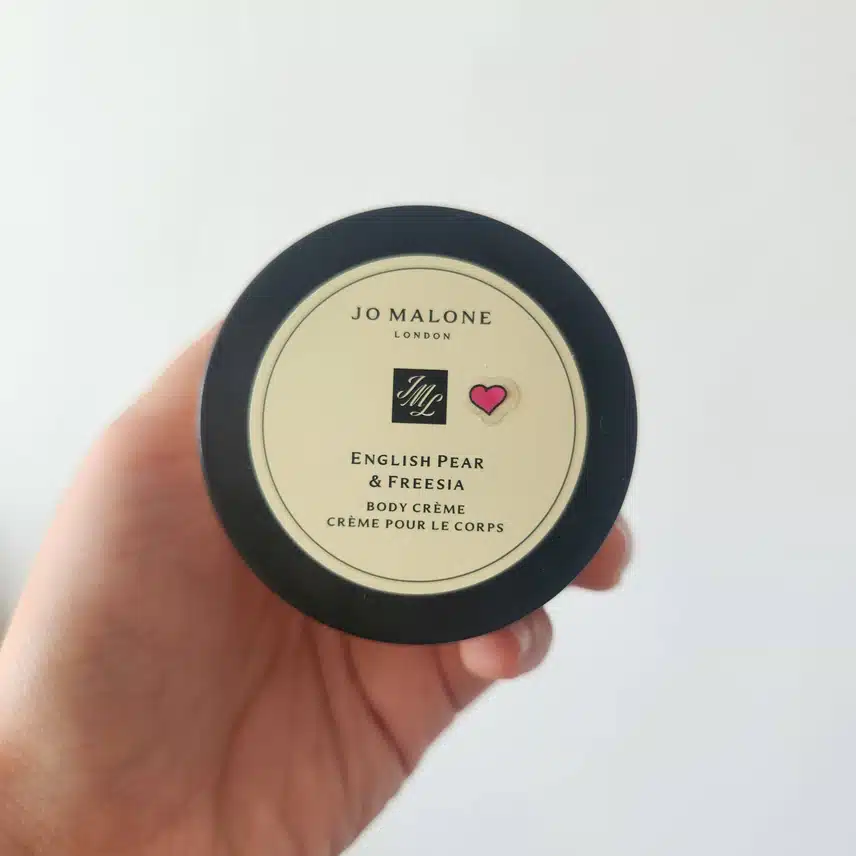 JO MALONE
LONDON
JML
ENGLISH PEAR
& FREESIA
BODY CRÈME
CRÈME POUR LE CORPS